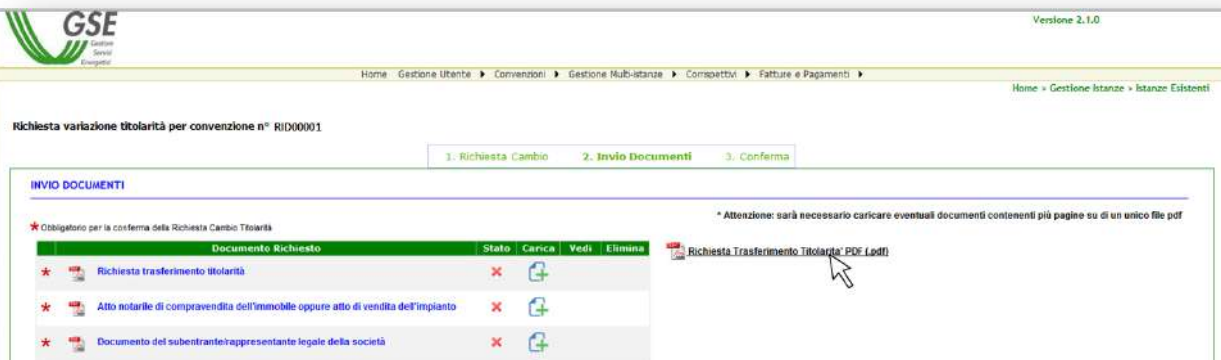 GSE
Gestore
Servizi
Energetici
Versione 2.1.0
Home Gestione Utente Convenzioni Gestione Multi-istanze Corrispettivi Fatture e Pagamenti
Home » Gestione Istanze » Istanze Esistenti
Richiesta variazione titolarità per convenzione n° RID00001
1. Richiesta Cambio 2. Invio Documenti 3. Conferma
INVIO DOCUMENTI
* Attenzione: sarà necessario caricare eventuali documenti contenenti più pagine su di un unico file pdf
* Obbligatorio per la conferma della Richiesta Cambio Titolarità
Documento Richiesto Stato Carica Vedi Elimina
Richiesta Trasferimento Titolarita' PDF (.pdf)
* Richiesta trasferimento titolarità
* Atto notarile di compravendita dell'immobile oppure atto di vendita dell'impianto
* Documento del subentrante/rappresentante legale della società